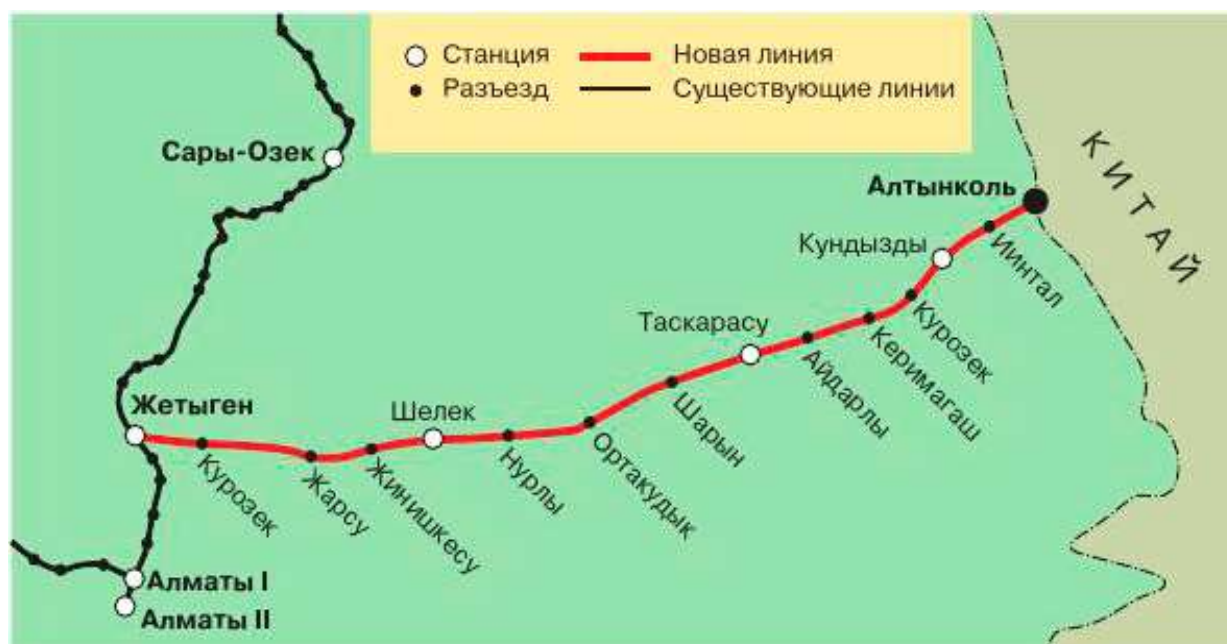 Станция
Новая линия
Разъезд
Существующие линии
Сары-Озек
КИТАЙ
Алтынколь
Кундызды
Иинтал
Таскарасу
Курозек
Керимагаш
Айдарлы
Жетыген
Шелек
Шарын
Ортакудык
Нурлы
Курозек
Жарсу
Жинишкесу
Алматы I
Алматы II